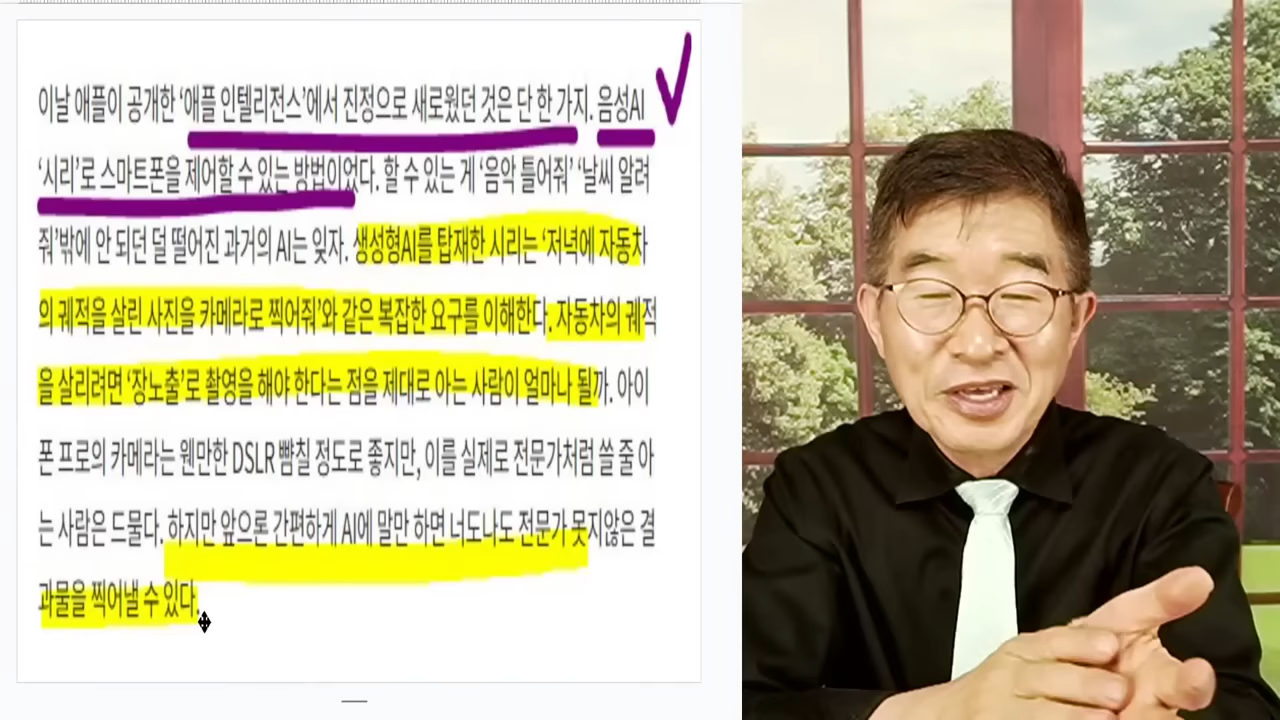 이날 애플이 공개한 ‘애플 인텔리전스’에서 진정으로 새로웠던 것은 단 한 가지. 음성AI
‘시리’로 스마트폰을 제어할 수 있는 방법이었다. 할 수 있는 게 ‘음악 틀어줘’ ‘날씨 알려
줘’밖에 안 되던 덜 떨어진 과거의 AI는 잊자. 생성형AI를 탑재한 시리는 ‘저녁에 자동차
의 궤적을 살린 사진을 카메라로 찍어줘’와 같은 복잡한 요구를 이해한다. 자동차의 궤적
을 살리려면 ‘장노출’로 촬영을 해야 한다는 점을 제대로 아는 사람이 얼마나 될까. 아이
폰 프로의 카메라는 웬만한 DSLR 뺨칠 정도로 좋지만, 이를 실제로 전문가처럼 쓸 줄 아
는 사람은 드물다. 하지만 앞으론 간편하게 AI에 말만 하면 너도나도 전문가 못지않은 결
과물을 찍어낼 수 있다.